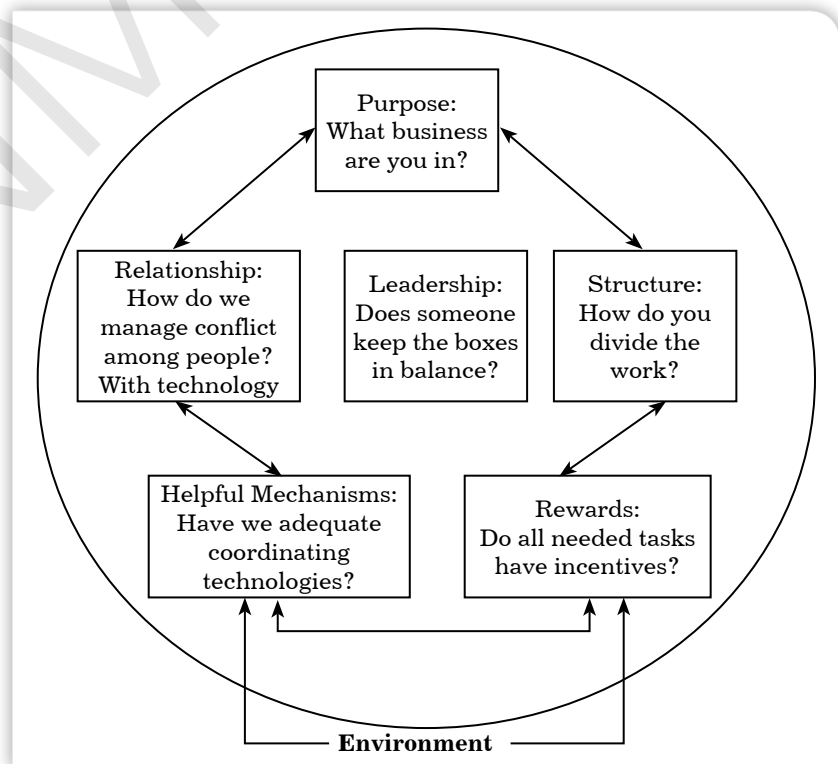 Purpose:
What business
are you in?
Relationship:
How do we
manage conflict
among people?
With technology
Leadership:
Does someone
keep the boxes
in balance?
Structure:
How do you
divide the
work?
Helpful Mechanisms:
Have we adequate
coordinating
technologies?
Rewards:
Do all needed tasks
have incentives?
Environment